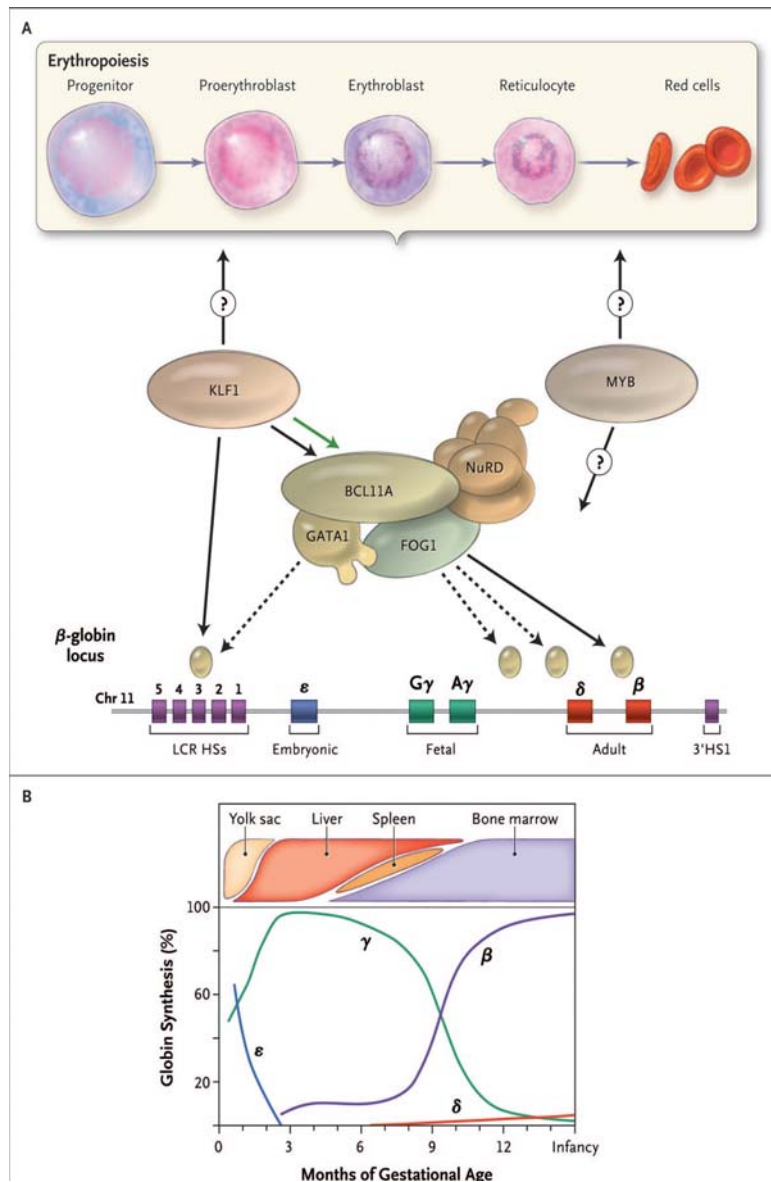 A
Erythropoiesis
Progenitor Proerythroblast Erythroblast Reticulocyte Red cells
? ?
KLF1 MYB
NuRD
?
BCL11A
GATA1
FOG1
β-globin
locus
Chr 11 5 4 3 2 1 ε Gγ Aγ δ β
LCR HSs Embryonic Fetal Adult 3'HS1
B
Yolk sac Liver Spleen Bone marrow
Globin Synthesis (%)
100
60
20
γ
β
ε
δ
0 3 6 9 12 Infancy
Months of Gestational Age